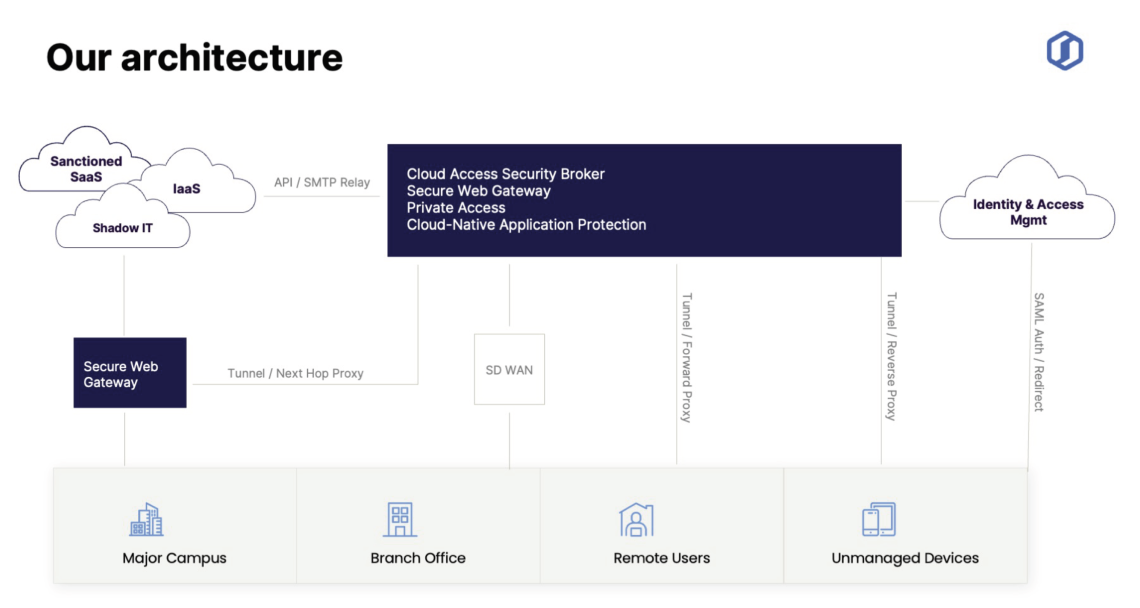 Our architecture
Sanctioned
SaaS
IaaS
Shadow IT
API / SMTP Relay
Cloud Access Security Broker
Secure Web Gateway
Private Access
Cloud-Native Application Protection
Identity & Access
Mgmt
Secure Web
Gateway
Tunnel / Next Hop Proxy
SD WAN
Tunnel / Forward Proxy
Tunnel / Reverse Proxy
SAML Auth / Redirect
Major Campus
Branch Office
Remote Users
Unmanaged Devices